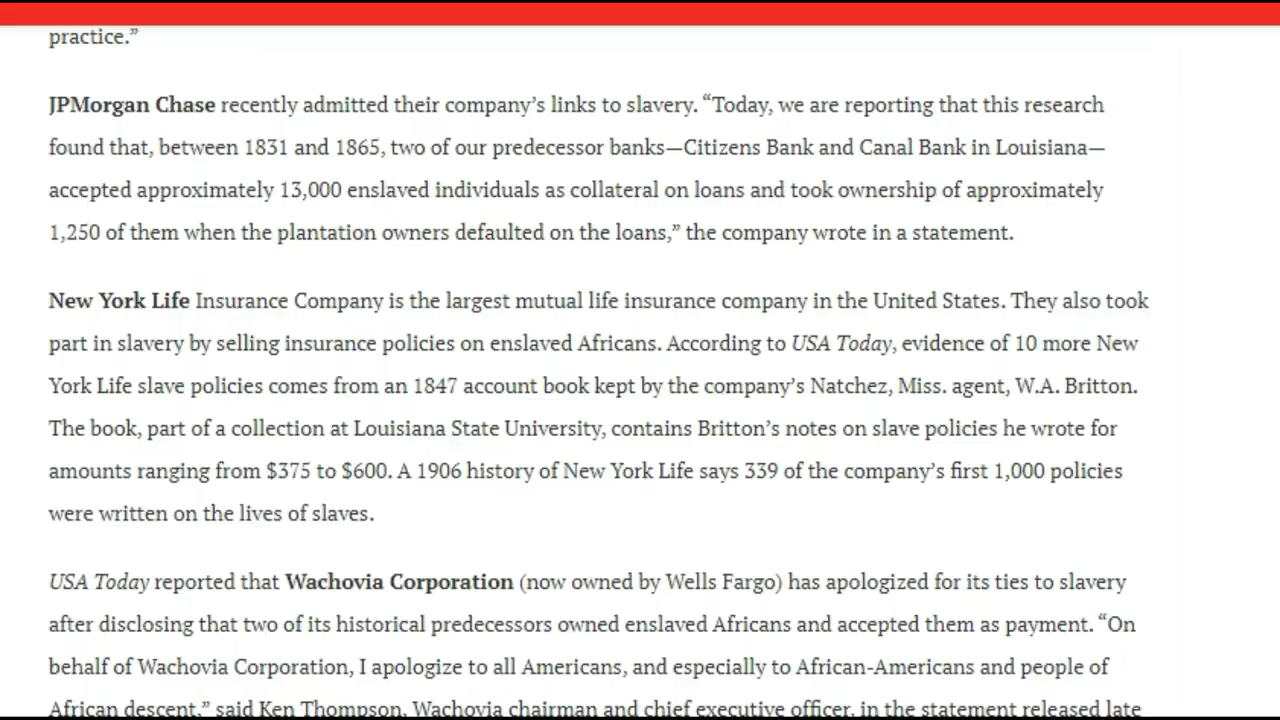 practice.”
JPMorgan Chase recently admitted their company’s links to slavery. “Today, we are reporting that this research
found that, between 1831 and 1865, two of our predecessor banks—Citizens Bank and Canal Bank in Louisiana—
accepted approximately 13,000 enslaved individuals as collateral on loans and took ownership of approximately
1,250 of them when the plantation owners defaulted on the loans,” the company wrote in a statement.
New York Life Insurance Company is the largest mutual life insurance company in the United States. They also took
part in slavery by selling insurance policies on enslaved Africans. According to USA Today, evidence of 10 more New
York Life slave policies comes from an 1847 account book kept by the company’s Natchez, Miss. agent, W.A. Britton.
The book, part of a collection at Louisiana State University, contains Britton’s notes on slave policies he wrote for
amounts ranging from $375 to $600. A 1906 history of New York Life says 339 of the company’s first 1,000 policies
were written on the lives of slaves.
USA Today reported that Wachovia Corporation (now owned by Wells Fargo) has apologized for its ties to slavery
after disclosing that two of its historical predecessors owned enslaved Africans and accepted them as payment. “On
behalf of Wachovia Corporation, I apologize to all Americans, and especially to African-Americans and people of
African descent,” said Ken Thompson, Wachovia chairman and chief executive officer, in the statement released late